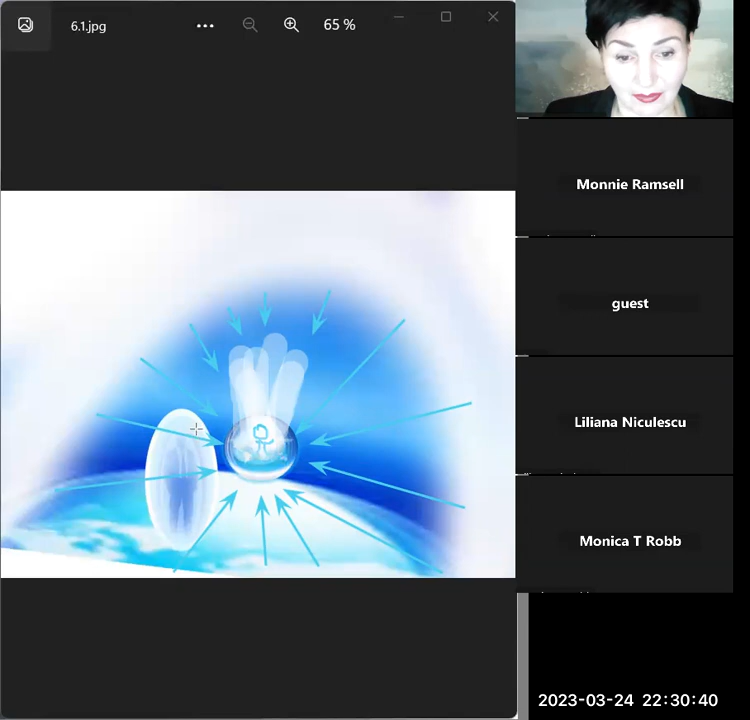 6.1.jpg
65 %
Monnie Ramsell
guest
Liliana Niculescu
Monica T Robb
2023-03-24 22:30:40